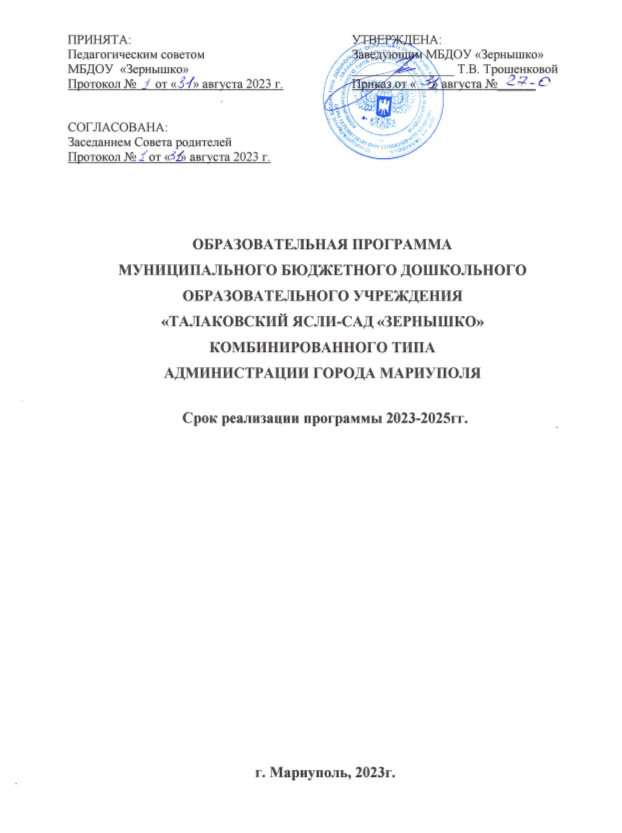 ПРИНЯТА:
Педагогическим советом
МБДОУ «Зернышко»
Протокол № 1 от «31» августа 2023 г.
УТВЕРЖДЕНА:
Заведующим МБДОУ «Зернышко»
Т.В. Трошенковой
Приказ от « 31 » августа № 27-О
СОГЛАСОВАНА:
Заседанием Совета родителей
Протокол № 1 от «31» августа 2023 г.
ОБРАЗОВАТЕЛЬНАЯ ПРОГРАММА
МУНИЦИПАЛЬНОГО БЮДЖЕТНОГО ДОШКОЛЬНОГО
ОБРАЗОВАТЕЛЬНОГО УЧРЕЖДЕНИЯ
«ТАЛАКОВСКИЙ ЯСЛИ-САД «ЗЕРНЫШКО»
КОМБИНИРОВАННОГО ТИПА
АДМИНИСТРАЦИИ ГОРОДА МАРИУПОЛЯ
Срок реализации программы 2023-2025гг.
г. Мариуполь, 2023г.